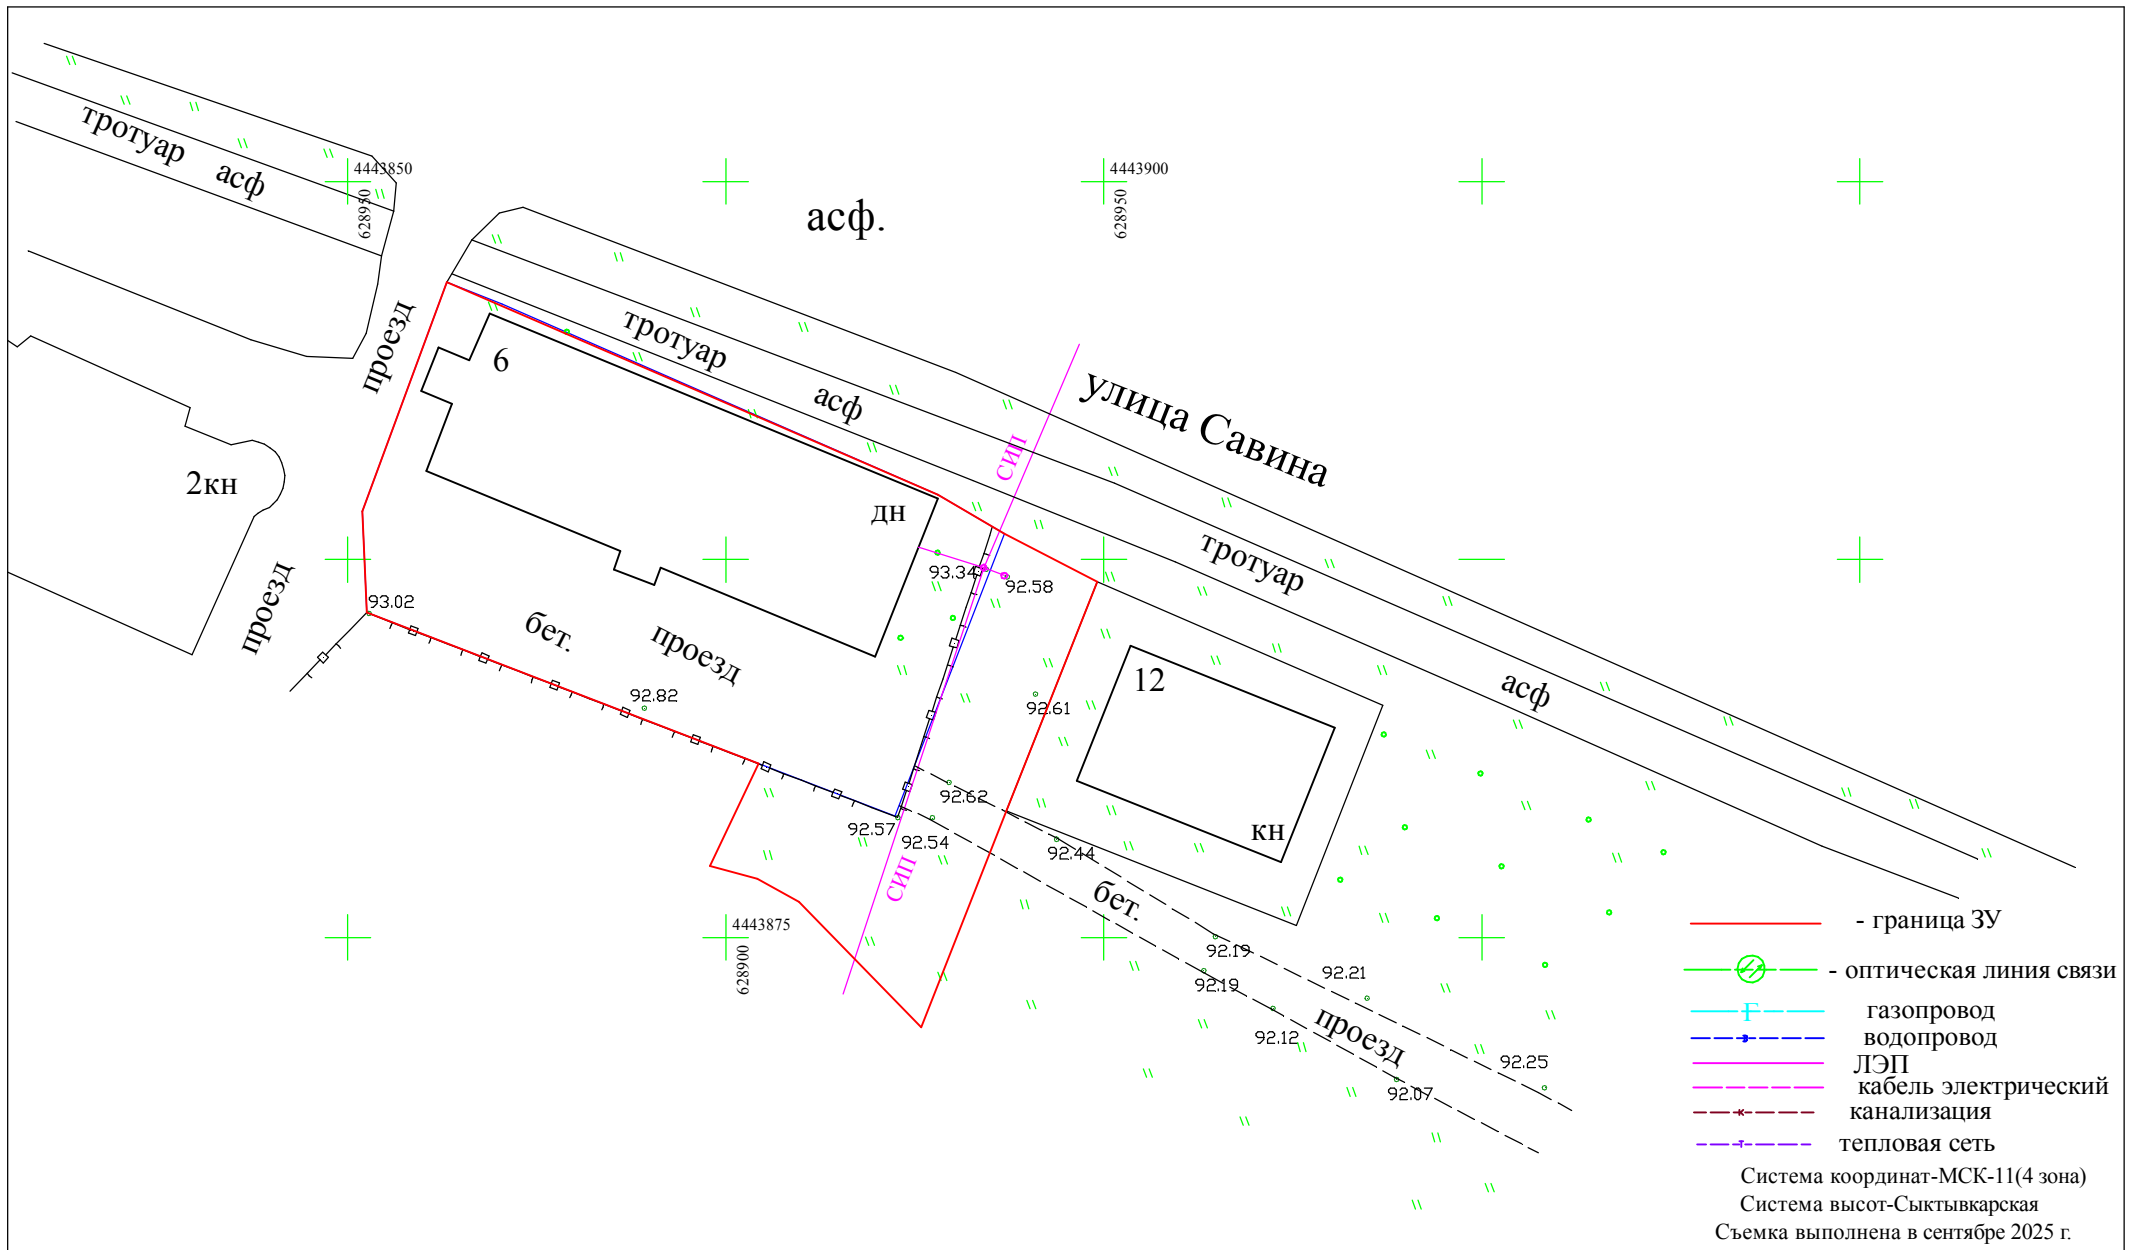 тротуар
асф
4443850
628950
4443900
628950
асф.
проезд
6
тротуар
асф
улица Савина
СИП
2кн
дн
тротуар
93.34
92.58
93.02
проезд
бет.
проезд
12
92.82
92.61
асф
92.62
92.57
92.54
кн
92.44
СИП
бет.
4443875
628900
92.19
92.19
92.21
92.12
проезд
92.25
92.07
- граница ЗУ
- оптическая линия связи
Г
газопровод
водопровод
ЛЭП
кабель электрический
канализация
тепловая сеть
Система координат-МСК-11(4 зона)
Система высот-Сыктывкарская
Съемка выполнена в сентябре 2025 г.